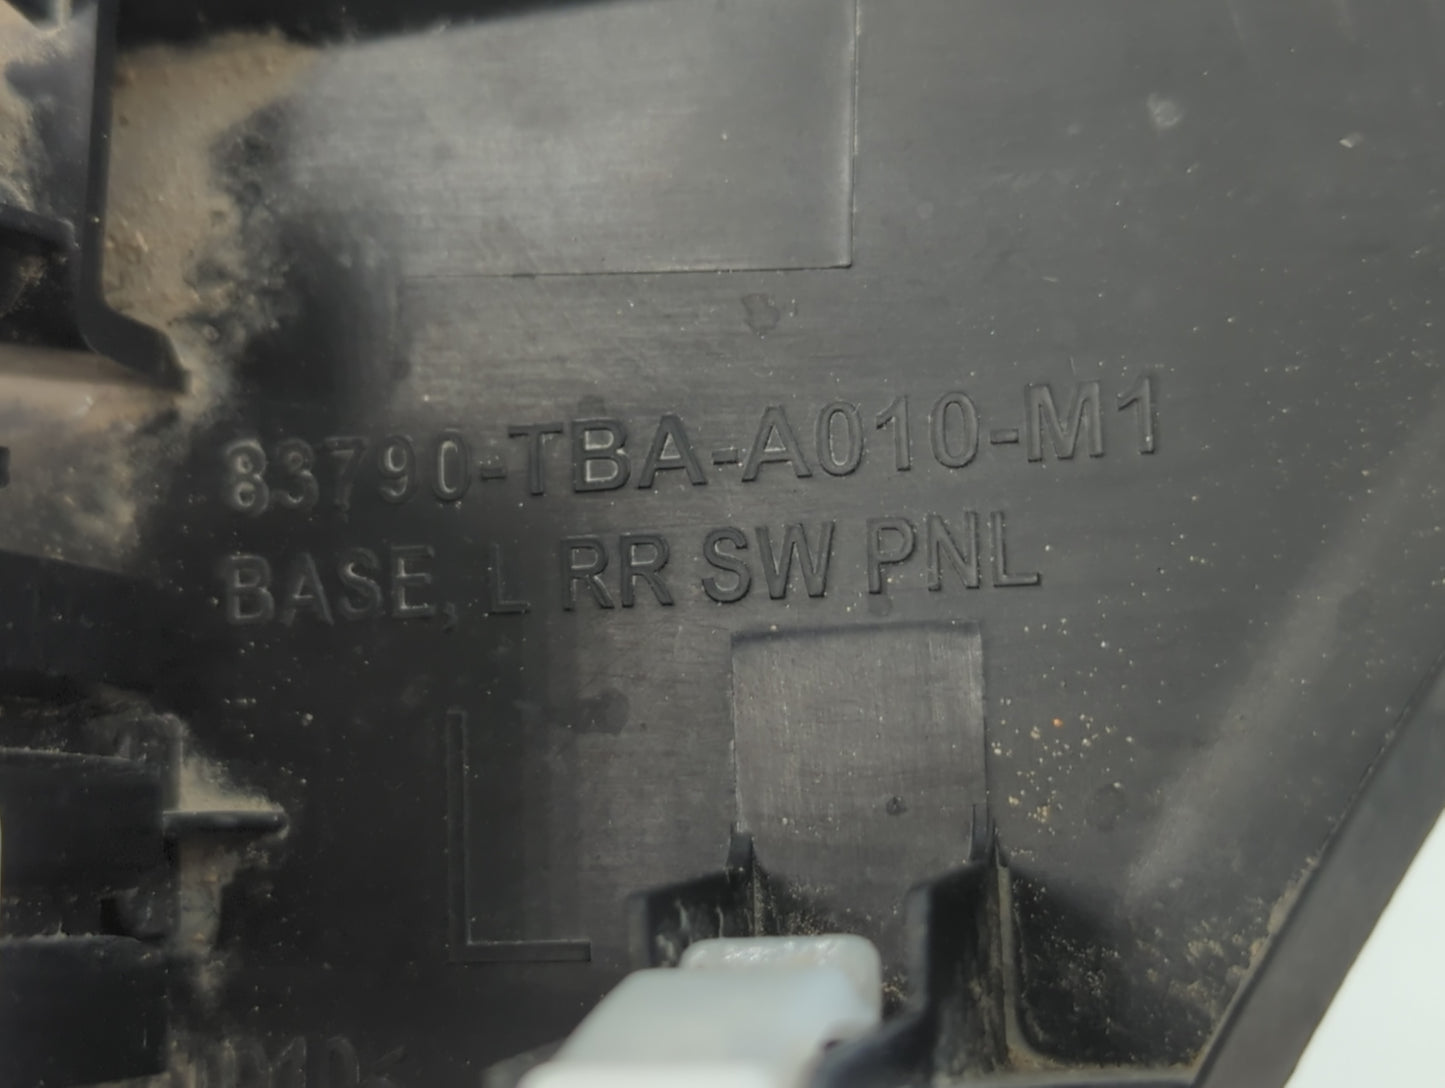 83790-TBA-A010-M1
BASE, L RR SW PNL
L